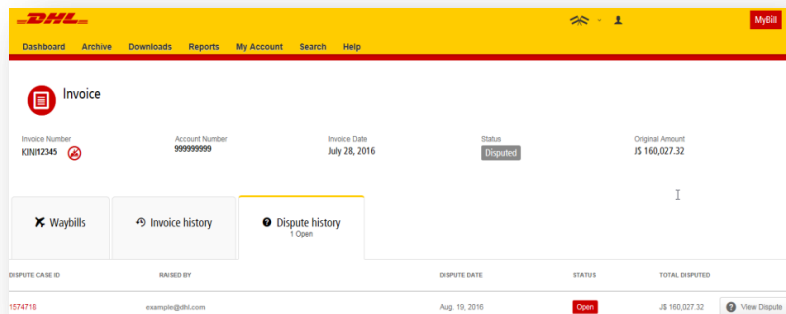 DHL
MyBill
Dashboard Archive Downloads Reports My Account Search Help
Invoice
Invoice Number Account Number Invoice Date Status Original Amount
KINI12345 999999999 July 28, 2016 Disputed J$ 160,027.32
Waybills Invoice history Dispute history
1 Open
DISPUTE CASE ID RAISED BY DISPUTE DATE STATUS TOTAL DISPUTED
1574718 example@dhl.com Aug. 19, 2016 Open J$ 160,027.32 View Dispute